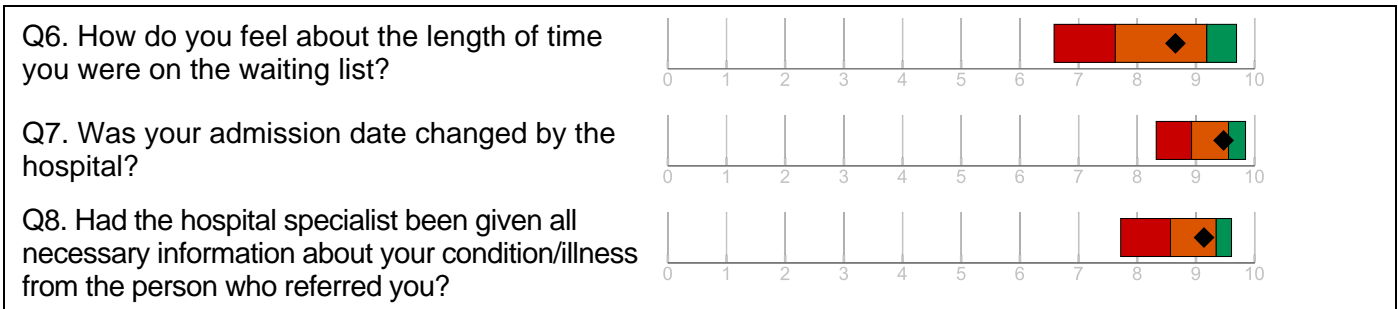 Q6. How do you feel about the length of time
you were on the waiting list?
0 1 2 3 4 5 6 7 8 9 10
Q7. Was your admission date changed by the
hospital?
0 1 2 3 4 5 6 7 8 9 10
Q8. Had the hospital specialist been given all
necessary information about your condition/illness
from the person who referred you?
0 1 2 3 4 5 6 7 8 9 10